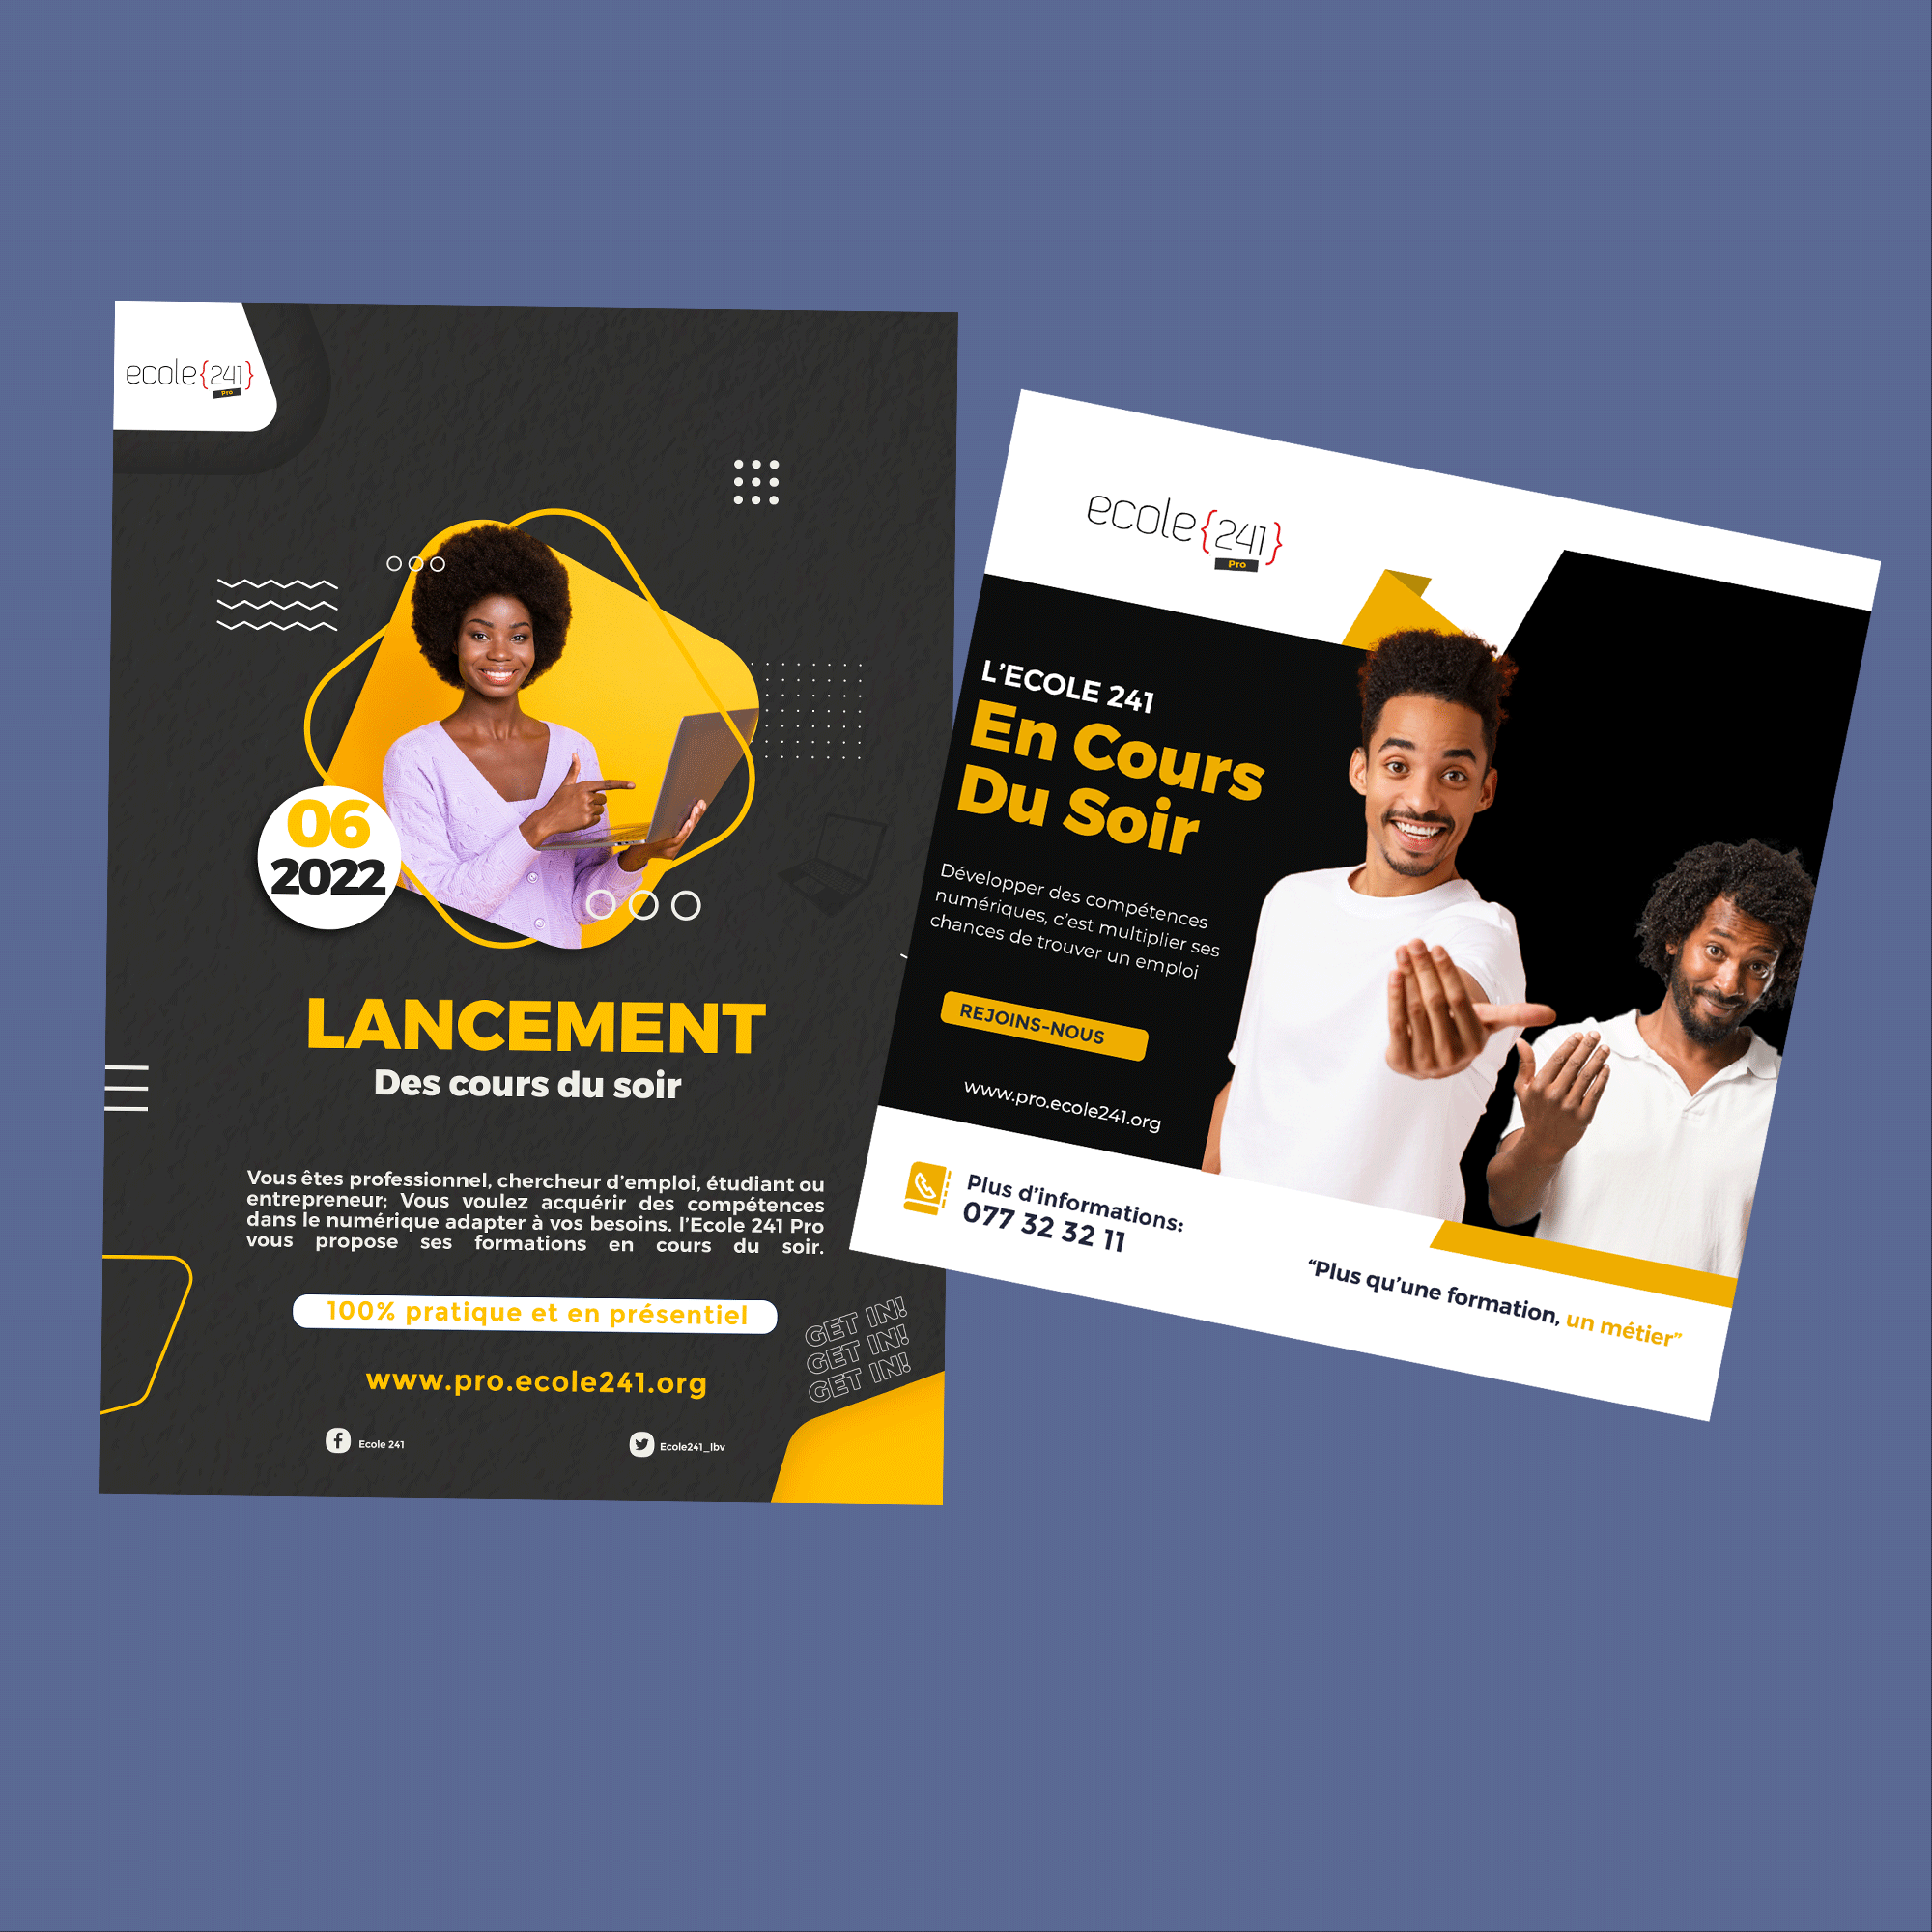 ecole{241}
Pro
06
2022
LANCEMENT
Des cours du soir
Vous êtes professionnel, chercheur d'emploi, étudiant ou
entrepreneur; Vous voulez acquérir des compétences
dans le numérique adapter à vos besoins. l'Ecole 241 Pro
vous propose ses formations en cours du soir.
100% pratique et en présentiel
www.pro.ecole241.org
GET IN!
GET IN!
GET IN!
Ecole 241
Ecole241_lbv
ecole{241}
Pro
L'ECOLE 241
En Cours
Du Soir
Développer des compétences
numériques, c'est multiplier ses
chances de trouver un emploi
REJOINS-NOUS
www.pro.ecole241.org
Plus d'informations:
077 32 32 11
“Plus qu'une formation, un métier”